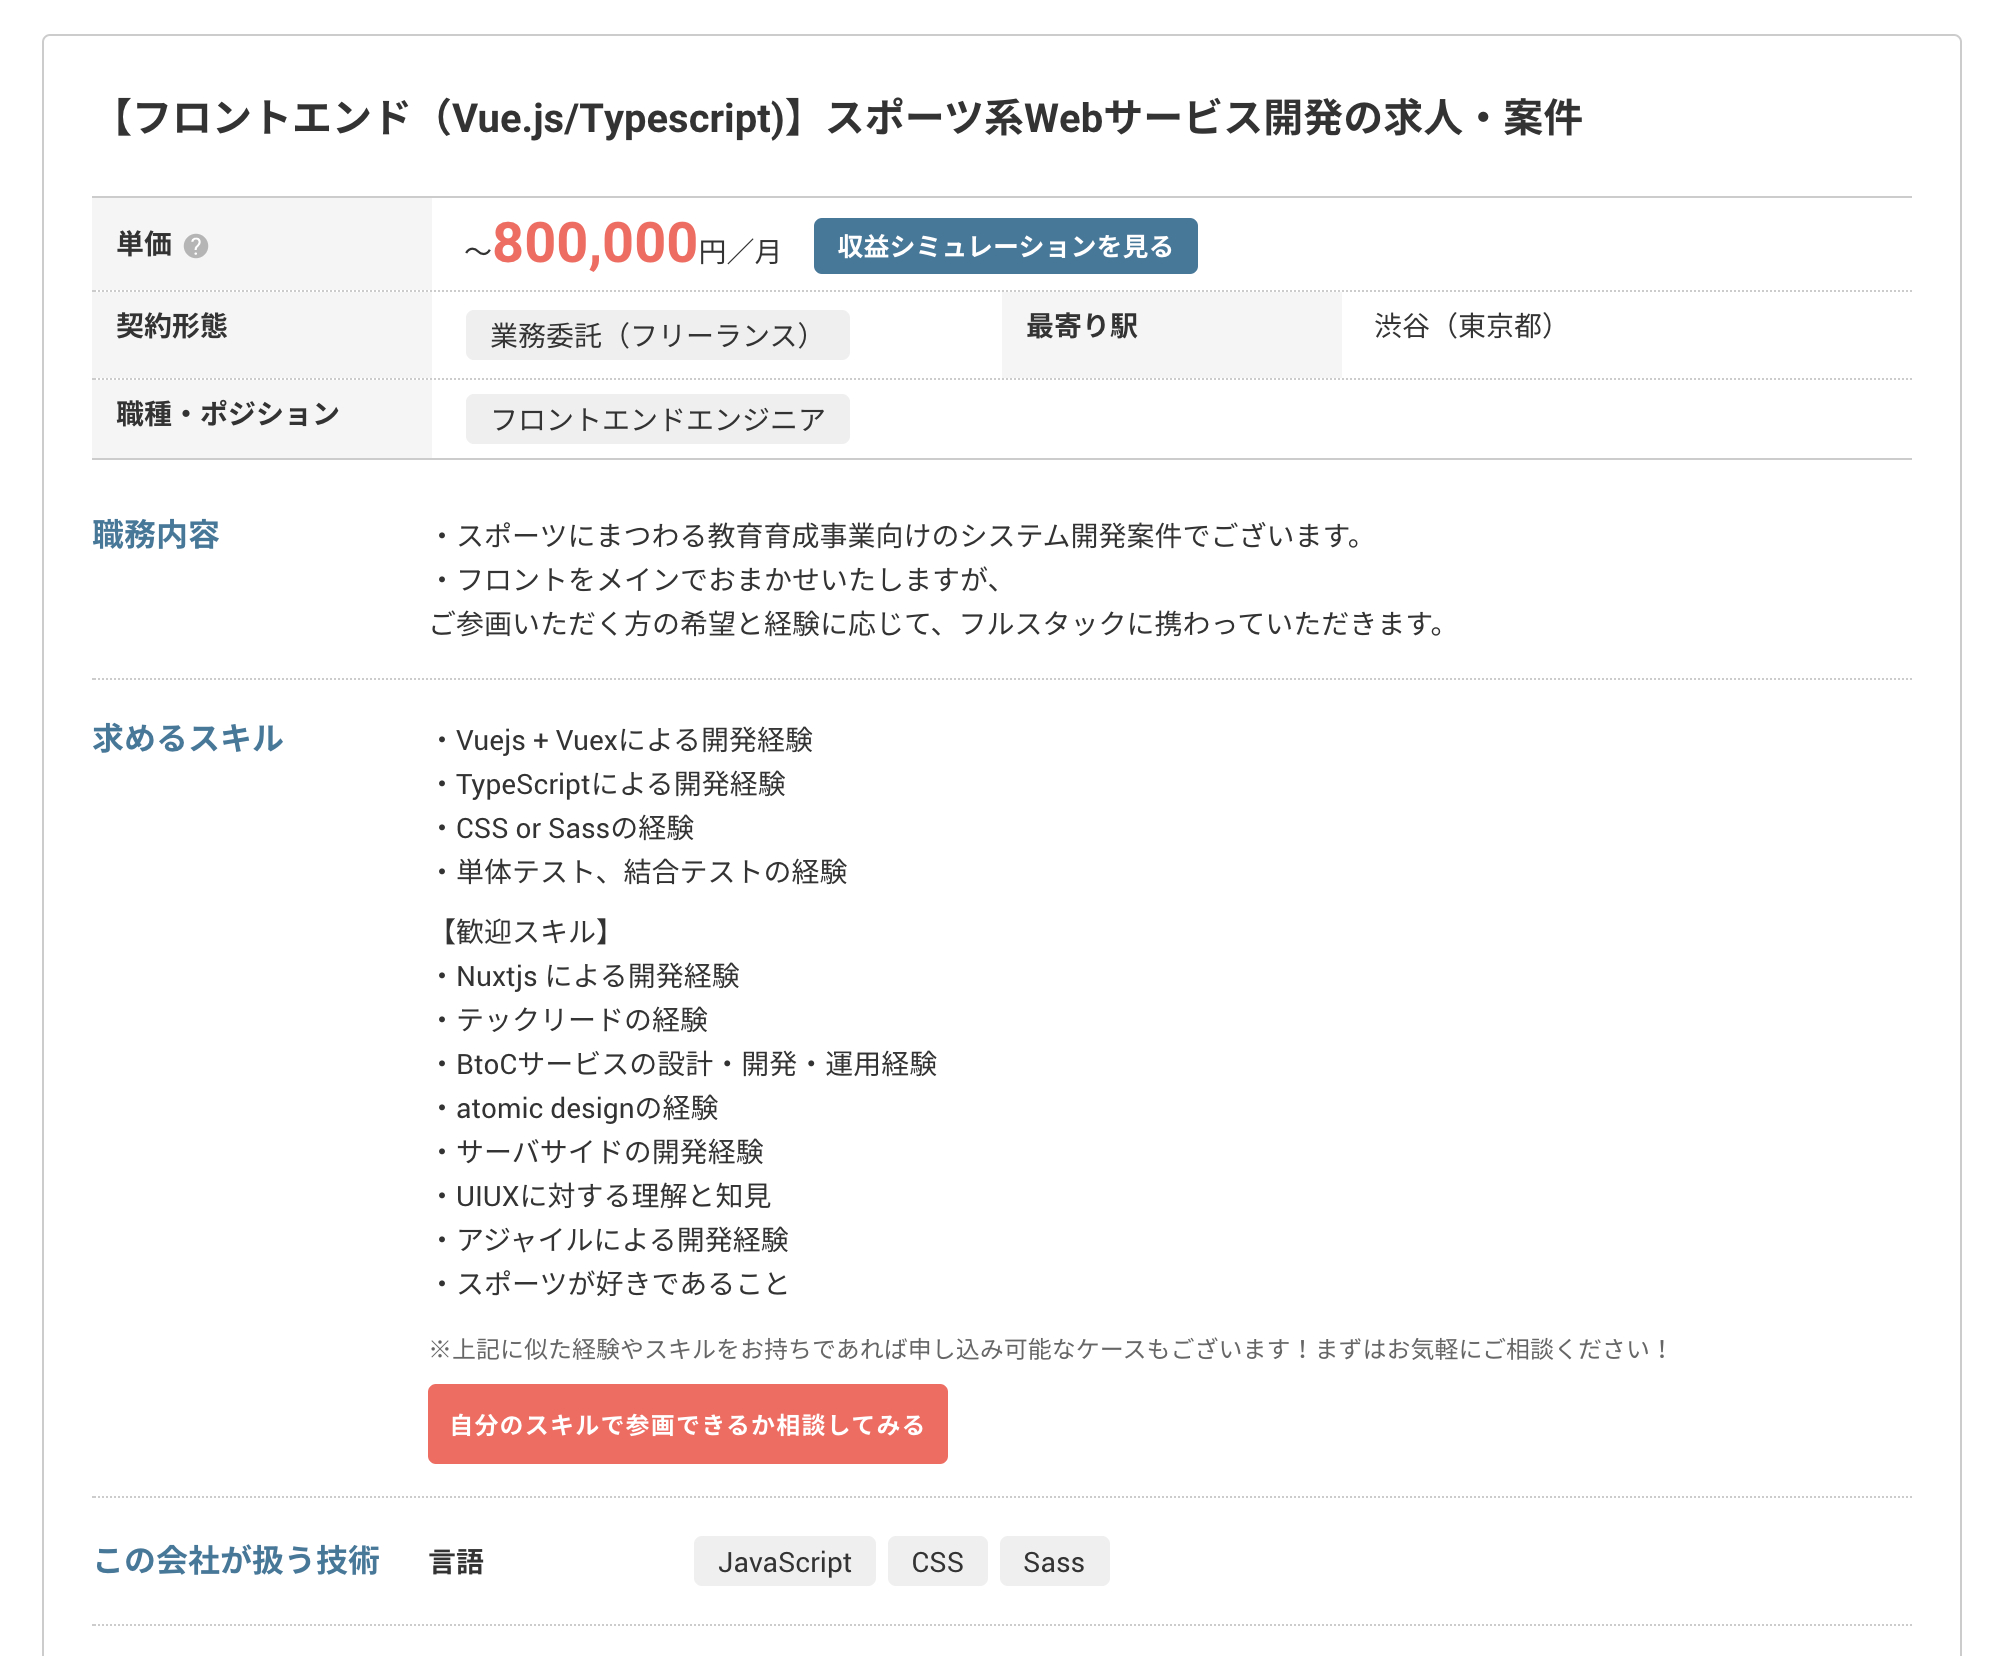 【フロントエンド（Vue.js/Typescript)】スポーツ系Webサービス開発の求人・案件
単価 ?
～800,000円／月 収益シミュレーションを見る
契約形態 業務委託（フリーランス） 最寄り駅 渋谷（東京都）
職種・ポジション フロントエンドエンジニア
職務内容
・スポーツにまつわる教育育成事業向けのシステム開発案件でございます。
・フロントをメインでおまかせいたしますが、
ご参画いただく方の希望と経験に応じて、フルスタックに携わっていただきます。
求めるスキル
・Vuejs + Vuexによる開発経験
・TypeScriptによる開発経験
・CSS or Sassの経験
・単体テスト、結合テストの経験
【歓迎スキル】
・Nuxtjs による開発経験
・テックリードの経験
・BtoCサービスの設計・開発・運用経験
・atomic designの経験
・サーバサイドの開発経験
・UIUXに対する理解と知見
・アジャイルによる開発経験
・スポーツが好きであること
※上記に似た経験やスキルをお持ちであれば申し込み可能なケースもございます！まずはお気軽にご相談ください！
自分のスキルで参画できるか相談してみる
この会社が扱う技術 言語 JavaScript CSS Sass